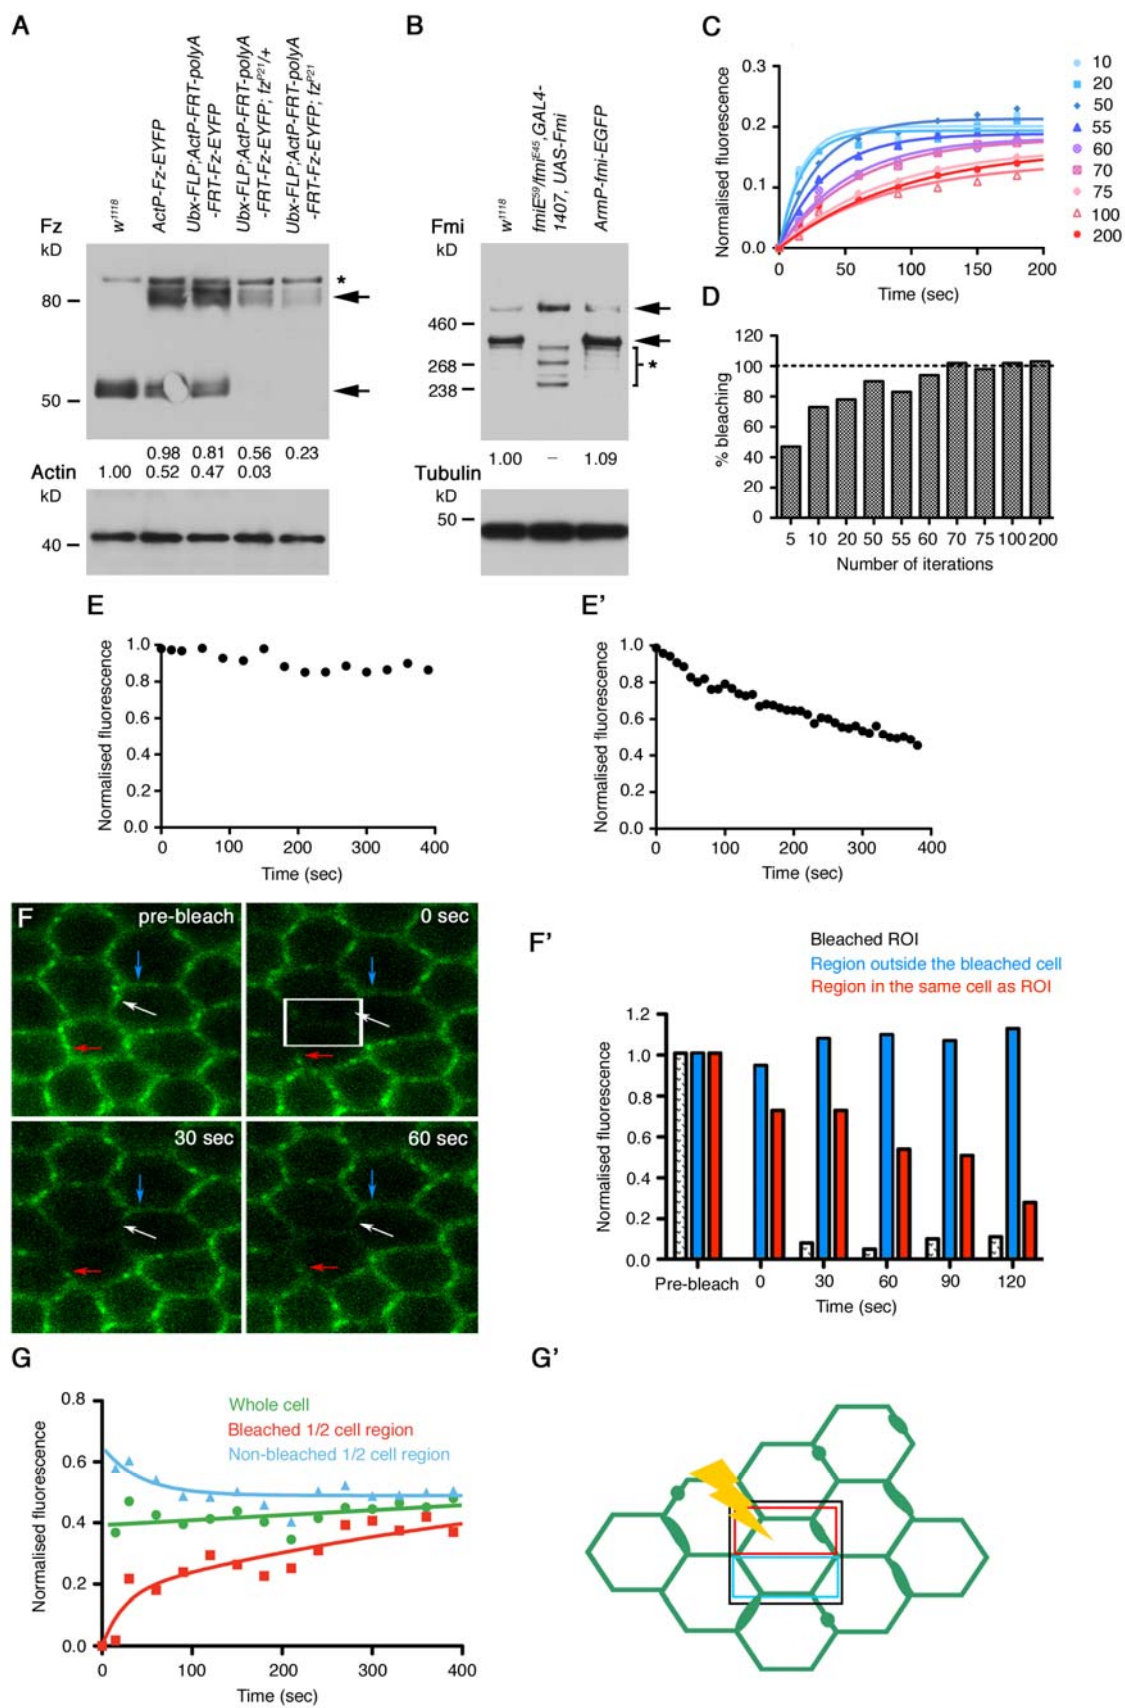 A
w1118
ActP-Fz-EYFP
Ubx-FLP;ActP-FRT-polyA
-FRT-Fz-EYFP
Ubx-FLP;ActP-FRT-polyA
-FRT-Fz-EYFP; fzP21/+
Ubx-FLP;ActP-FRT-polyA
-FRT-Fz-EYFP; fzP21
Fz
kD
80
50
*
0.98 0.81 0.56 0.23
Actin 1.00 0.52 0.47 0.03
kD
40
B
w1118
fmiE59/fmiE45,GAL4-
1407, UAS-Fmi
ArmP-fmi-EGFP
Fmi
kD
460
268
238
*
1.00 – 1.09
Tubulin
kD
50
C
Normalised fluorescence
0.3
0.2
0.1
0.0
0 50 100 150 200
Time (sec)
10
20
50
55
60
70
75
100
200
D
% bleaching
120
100
80
60
40
20
0
5 10 20 50 55 60 70 75 100 200
Number of iterations
E
Normalised fluorescence
1.0
0.8
0.6
0.4
0.2
0.0
0 100 200 300 400
Time (sec)
E'
Normalised fluorescence
1.0
0.8
0.6
0.4
0.2
0.0
0 100 200 300 400
Time (sec)
F
pre-bleach
0 sec
30 sec
60 sec
F'
Bleached ROI
Region outside the bleached cell
Region in the same cell as ROI
Normalised fluorescence
1.2
1.0
0.8
0.6
0.4
0.2
0.0
Pre-bleach 0 30 60 90 120
Time (sec)
G
Normalised fluorescence
0.8
0.6
0.4
0.2
0.0
Whole cell
Bleached 1/2 cell region
Non-bleached 1/2 cell region
0 100 200 300 400
Time (sec)
G'